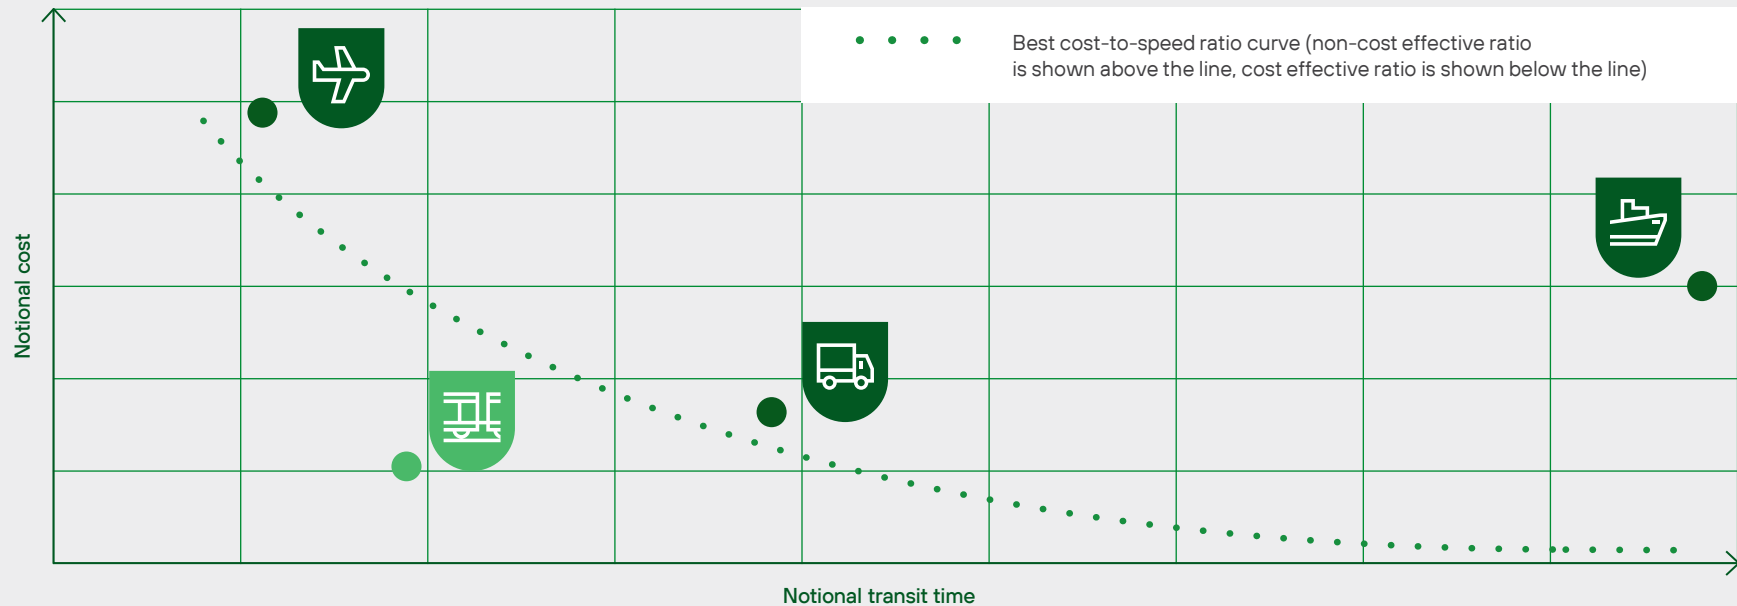 Best cost-to-speed ratio curve (non-cost effective ratio
is shown above the line, cost effective ratio is shown below the line)
Notional cost
Notional transit time